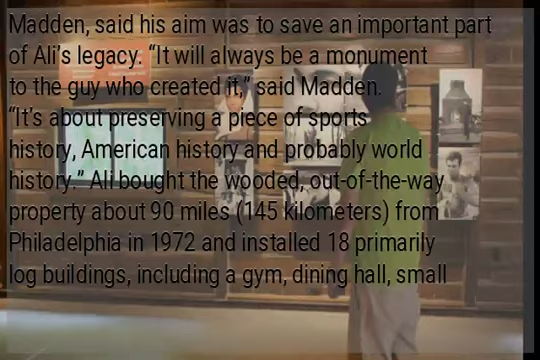 Madden, said his aim was to save an important part
of Ali’s legacy. “It will always be a monument
to the guy who created it,” said Madden.
“It’s about preserving a piece of sports
history, American history and probably world
history.” Ali bought the wooded, out-of-the-way
property about 90 miles (145 kilometers) from
Philadelphia in 1972 and installed 18 primarily
log buildings, including a gym, dining hall, small